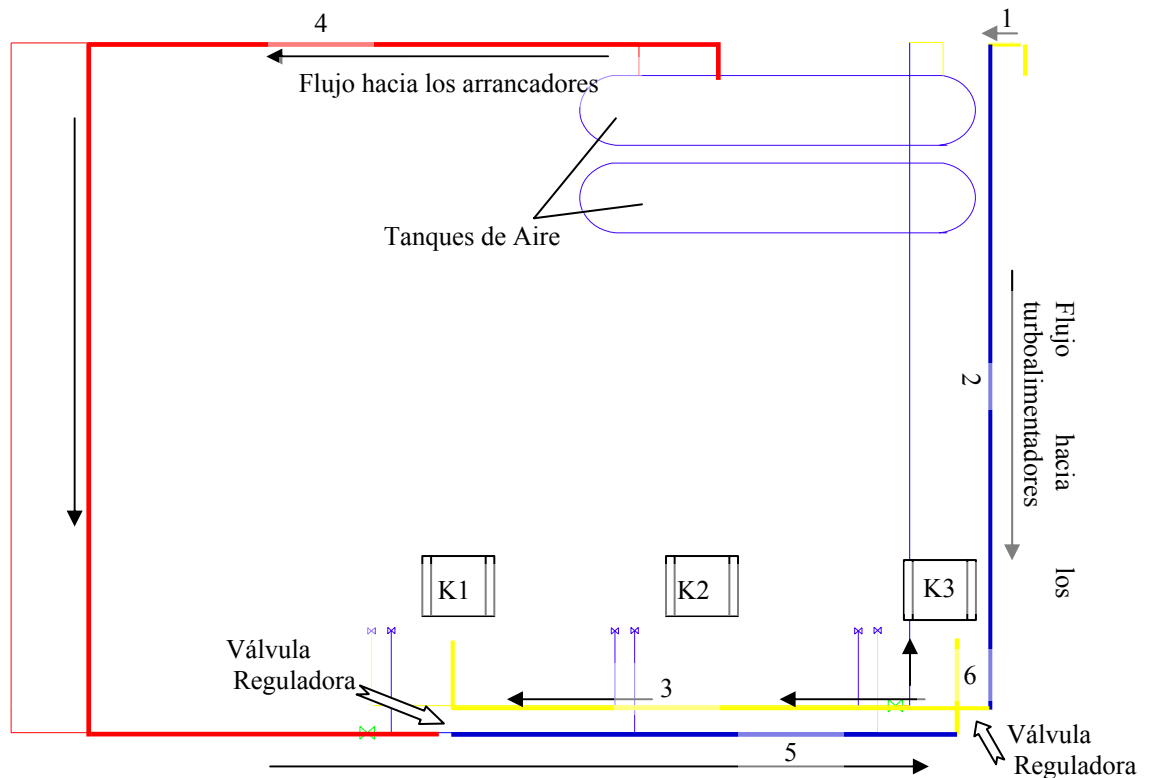 4
1
Flujo hacia los arrancadores
Tanques de Aire
Flujo hacia los
turboalimentadores
2
K1
K2
K3
Válvula
Reguladora
3
6
5
Válvula
Reguladora